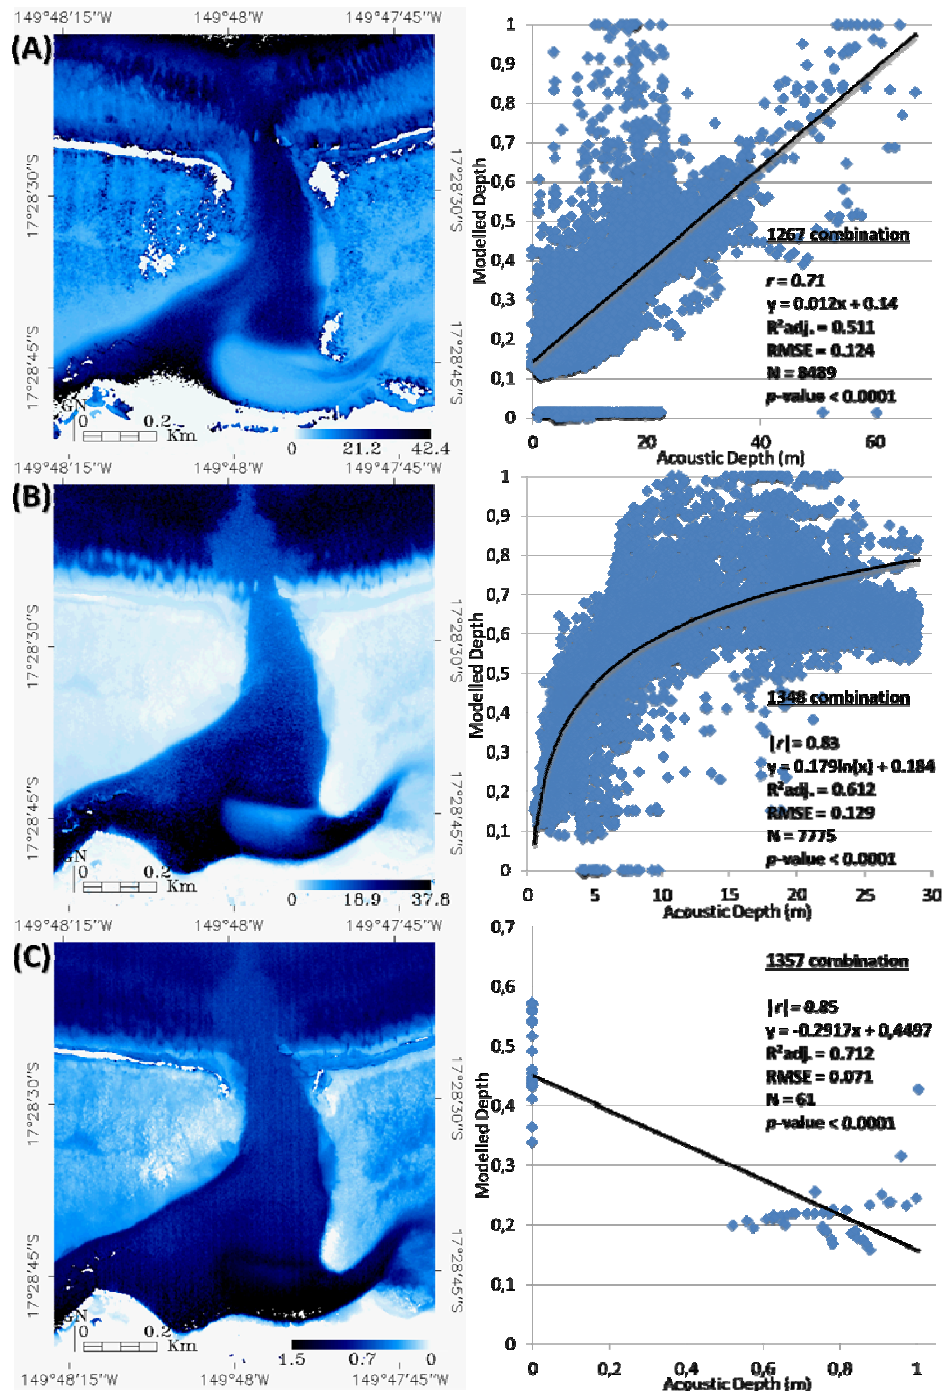 149°48'15''W 149°48'W 149°47'45''W
(A)
17°28'30''S
17°28'45''S
17°28'30''S
17°28'45''S
GN
0 0.2
Km
0 21.2 42.4
149°48'15''W 149°48'W 149°47'45''W
Modelled Depth
1
0,9
0,8
0,7
0,6
0,5
0,4
0,3
0,2
0,1
0
1267 combination
r = 0.71
y = 0.012x + 0.14
R²adj. = 0.511
RMSE = 0.124
N = 8489
p-value < 0.0001
0 20 40 60
Acoustic Depth (m)
(B)
17°28'30''S
17°28'45''S
17°28'30''S
17°28'45''S
GN
0 0.2
Km
0 18.9 37.8
149°48'15''W 149°48'W 149°47'45''W
Modelled Depth
1
0,9
0,8
0,7
0,6
0,5
0,4
0,3
0,2
0,1
0
1348 combination
|r| = 0.83
y = 0.179ln(x) + 0.184
R²adj. = 0.612
RMSE = 0.129
N = 7775
p-value < 0.0001
0 5 10 15 20 25 30
Acoustic Depth (m)
(C)
17°28'30''S
17°28'45''S
17°28'30''S
17°28'45''S
GN
0 0.2
Km
1.5 0.7 0
149°48'15''W 149°48'W 149°47'45''W
Modelled Depth
0,7
0,6
0,5
0,4
0,3
0,2
0,1
0
1357 combination
|r| = 0.85
y = -0.2917x + 0,4497
R²adj. = 0.712
RMSE = 0.071
N = 61
p-value < 0.0001
0 0,2 0,4 0,6 0,8 1
Acoustic Depth (m)